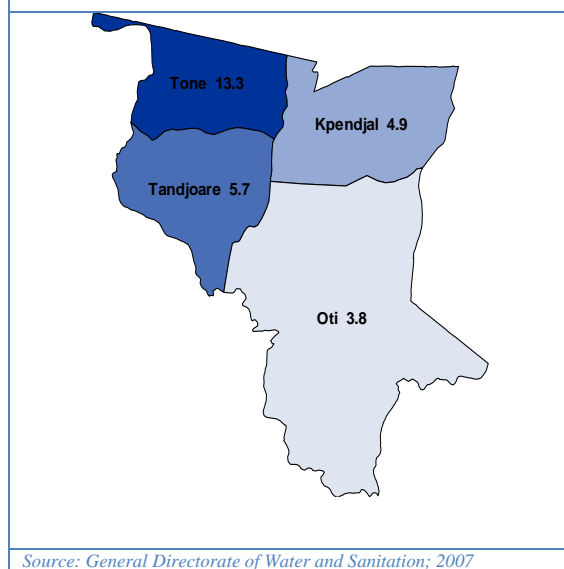 Tone 13.3
Kpendjal 4.9
Tandjoare 5.7
Oti 3.8
Source: General Directorate of Water and Sanitation; 2007